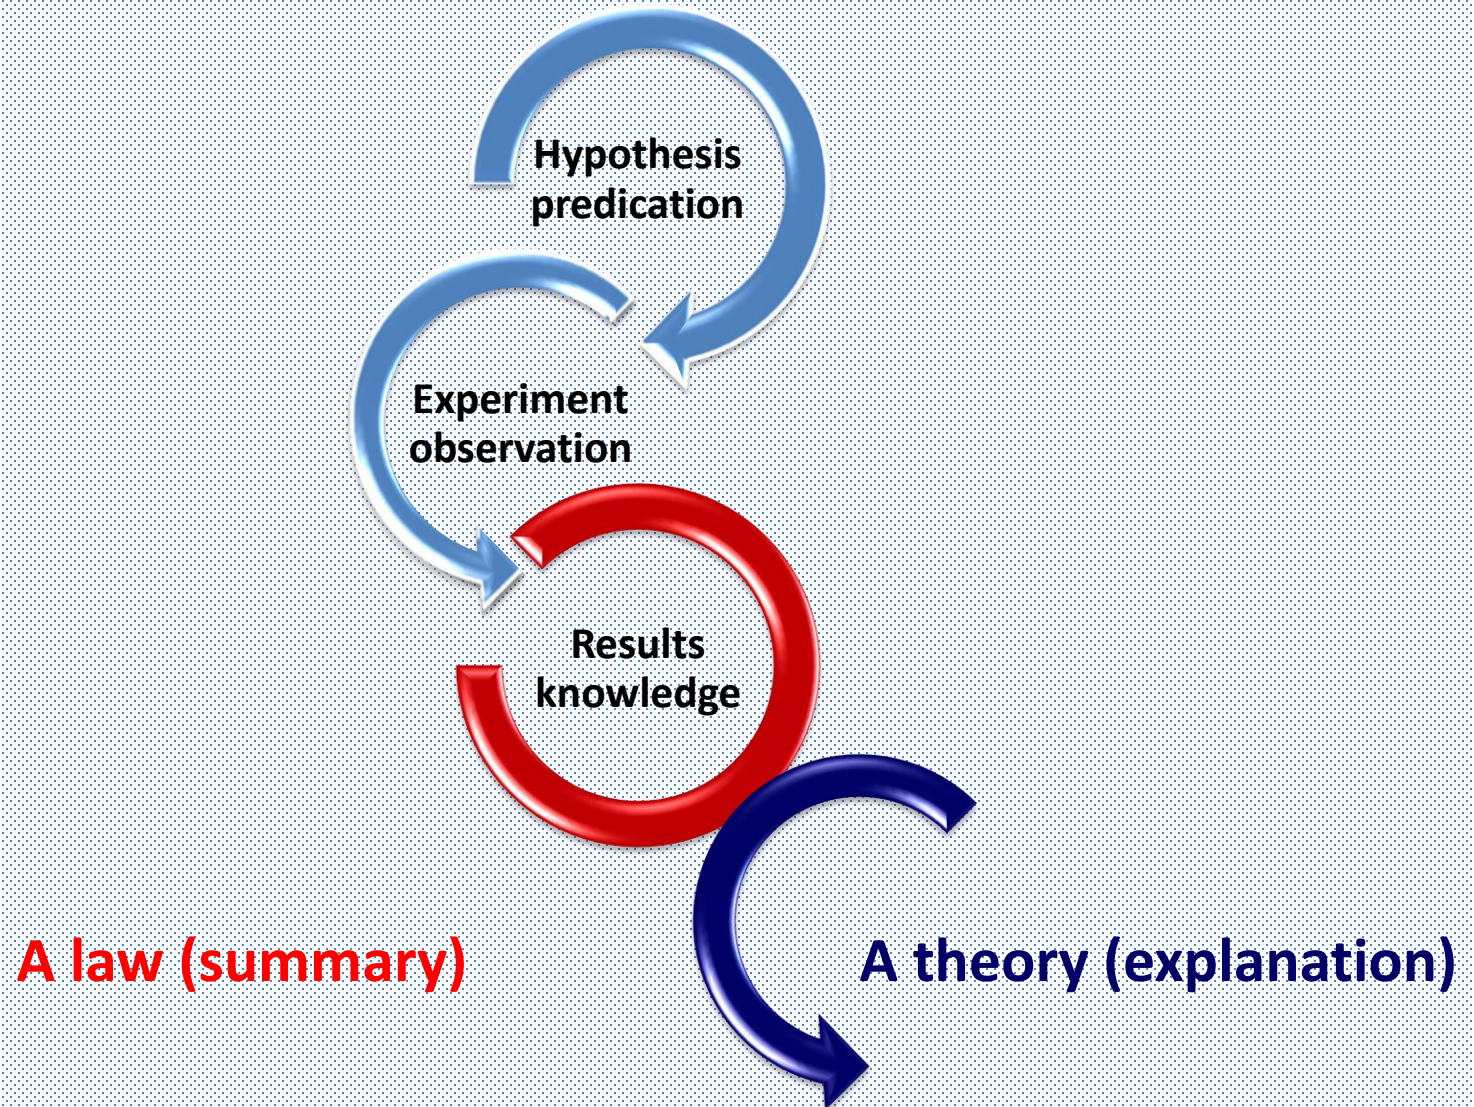 Hypothesis
predication
Experiment
observation
Results
knowledge
A law (summary)
A theory (explanation)